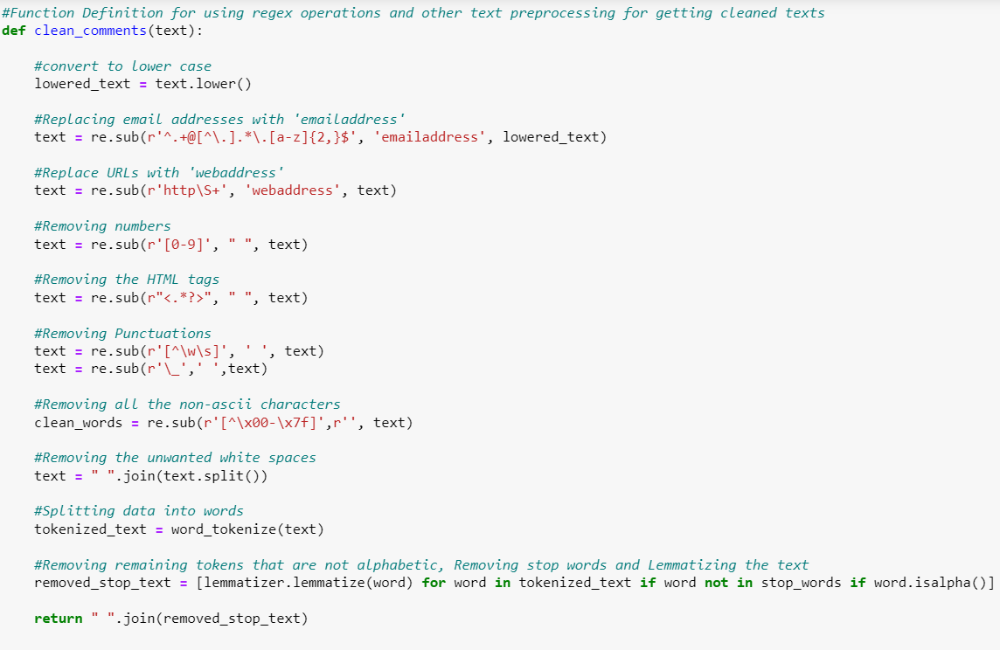 #Function Definition for using regex operations and other text preprocessing for getting cleaned texts
def clean_comments(text):
#convert to lower case
lowered_text = text.lower()
#Replacing email addresses with 'emailaddress'
text = re.sub(r'^.+@[^\.].*\.[a-z]{2,}$', 'emailaddress', lowered_text)
#Replace URLs with 'webaddress'
text = re.sub(r'http\S+', 'webaddress', text)
#Removing numbers
text = re.sub(r'[0-9]', " ", text)
#Removing the HTML tags
text = re.sub(r"<.*?>", " ", text)
#Removing Punctuations
text = re.sub(r'[^\w\s]', ' ', text)
text = re.sub(r'\_',' ',text)
#Removing all the non-ascii characters
clean_words = re.sub(r'[^\x00-\x7f]',r'', text)
#Removing the unwanted white spaces
text = " ".join(text.split())
#Splitting data into words
tokenized_text = word_tokenize(text)
#Removing remaining tokens that are not alphabetic, Removing stop words and Lemmatizing the text
removed_stop_text = [lemmatizer.lemmatize(word) for word in tokenized_text if word not in stop_words if word.isalpha()]
return " ".join(removed_stop_text)